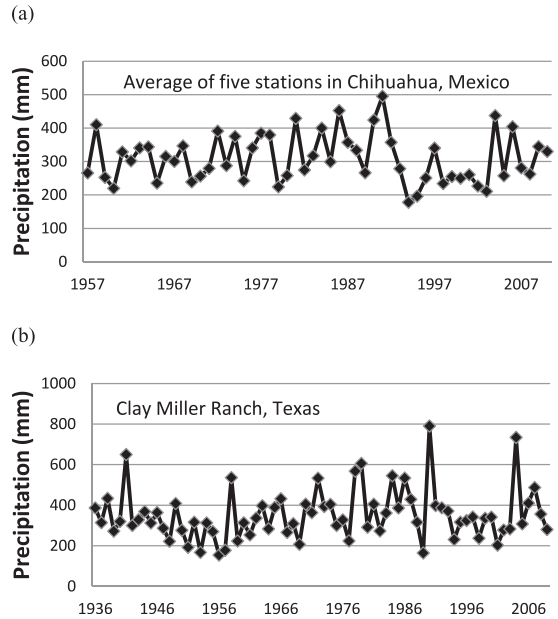 (a)
Average of five stations in Chihuahua, Mexico
Precipitation (mm)
600
500
400
300
200
100
0
1957 1967 1977 1987 1997 2007
(b)
Clay Miller Ranch, Texas
Precipitation (mm)
1000
800
600
400
200
0
1936 1946 1956 1966 1976 1986 1996 2006